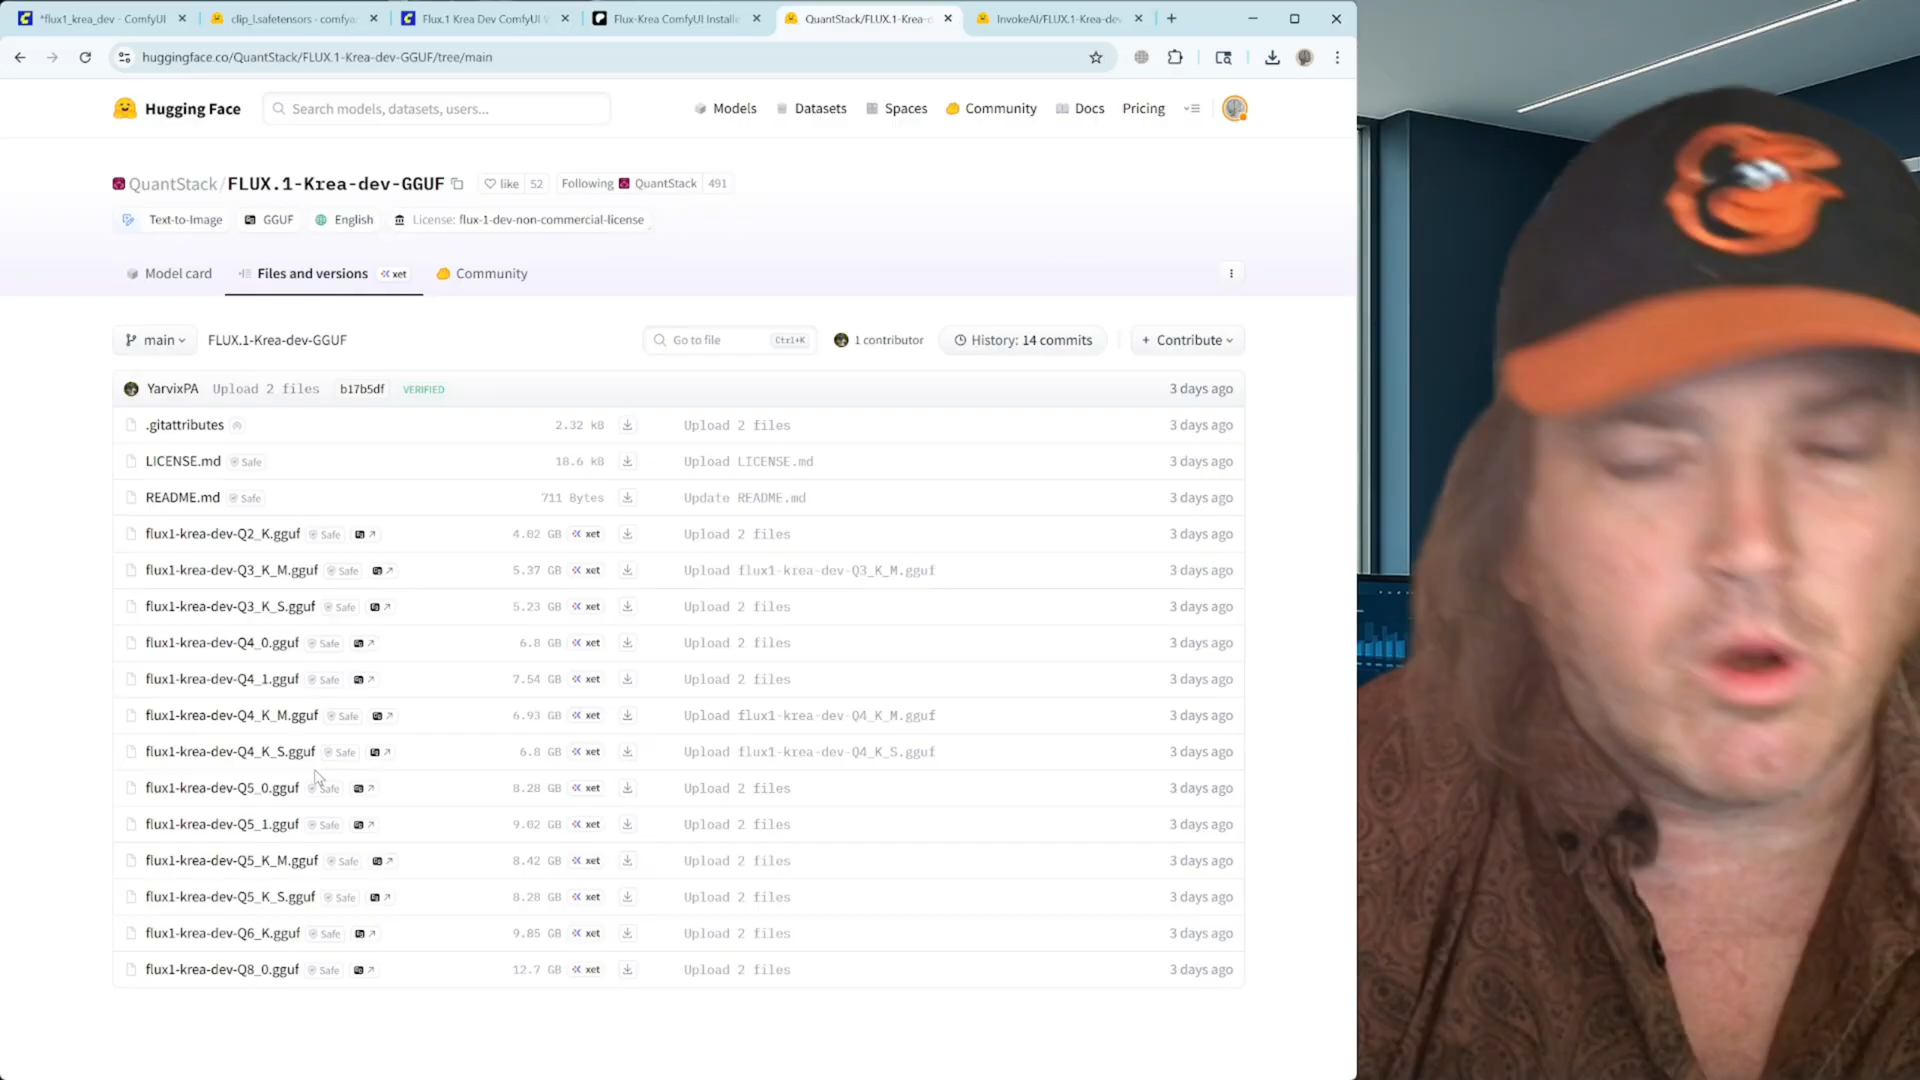 *flux1_krea_dev - ComfyUI
clip_l.safetensors · comfya
Flux.1 Krea Dev ComfyUI
Flux-Krea ComfyUI Installe
QuantStack/FLUX.1-Krea-d
InvokeAI/FLUX.1-Krea-dev
huggingface.co/QuantStack/FLUX.1-Krea-dev-GGUF/tree/main
Hugging Face
Search models, datasets, users...
Models
Datasets
Spaces
Community
Docs
Pricing
QuantStack/FLUX.1-Krea-dev-GGUF
like 52
Following QuantStack 491
Text-to-Image
GGUF
English
License: flux-1-dev-non-commercial-license
Model card
Files and versions xet
Community
main
FLUX.1-Krea-dev-GGUF
Go to file Ctrl+K
1 contributor
History: 14 commits
+ Contribute
YarvixPA Upload 2 files b17b5df VERIFIED 3 days ago
.gitattributes 2.32 kB Upload 2 files 3 days ago
LICENSE.md Safe 18.6 kB Upload LICENSE.md 3 days ago
README.md Safe 711 Bytes Update README.md 3 days ago
flux1-krea-dev-Q2_K.gguf Safe 4.02 GB xet Upload 2 files 3 days ago
flux1-krea-dev-Q3_K_M.gguf Safe 5.37 GB xet Upload flux1-krea-dev-Q3_K_M.gguf 3 days ago
flux1-krea-dev-Q3_K_S.gguf Safe 5.23 GB xet Upload 2 files 3 days ago
flux1-krea-dev-Q4_0.gguf Safe 6.8 GB xet Upload 2 files 3 days ago
flux1-krea-dev-Q4_1.gguf Safe 7.54 GB xet Upload 2 files 3 days ago
flux1-krea-dev-Q4_K_M.gguf Safe 6.93 GB xet Upload flux1-krea-dev-Q4_K_M.gguf 3 days ago
flux1-krea-dev-Q4_K_S.gguf Safe 6.8 GB xet Upload flux1-krea-dev-Q4_K_S.gguf 3 days ago
flux1-krea-dev-Q5_0.gguf Safe 8.28 GB xet Upload 2 files 3 days ago
flux1-krea-dev-Q5_1.gguf Safe 9.02 GB xet Upload 2 files 3 days ago
flux1-krea-dev-Q5_K_M.gguf Safe 8.42 GB xet Upload 2 files 3 days ago
flux1-krea-dev-Q5_K_S.gguf Safe 8.28 GB xet Upload 2 files 3 days ago
flux1-krea-dev-Q6_K.gguf Safe 9.85 GB xet Upload 2 files 3 days ago
flux1-krea-dev-Q8_0.gguf Safe 12.7 GB xet Upload 2 files 3 days ago